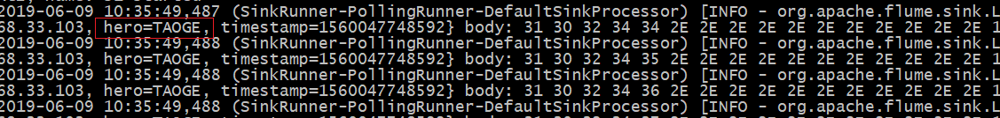 2019-06-09 10:35:49,487 (SinkRunner-PollingRunner-DefaultSinkProcessor) [INFO - org.apache.flume.sink.L
68.33.103, hero=TAOGE, timestamp=1560047748592} body: 31 30 32 34 34 2E 2E 2E 2E 2E 2E 2E 2E 2E 2E 1
2019-06-09 10:35:49,488 (SinkRunner-PollingRunner-DefaultSinkProcessor) [INFO - org.apache.flume.sink.L
68.33.103, hero=TAOGE, timestamp=1560047748592} body: 31 30 32 34 35 2E 2E 2E 2E 2E 2E 2E 2E 2E 2E 1
2019-06-09 10:35:49,488 (SinkRunner-PollingRunner-DefaultSinkProcessor) [INFO - org.apache.flume.sink.L
68.33.103, hero=TAOGE, timestamp=1560047748592} body: 31 30 32 34 36 2E 2E 2E 2E 2E 2E 2E 2E 2E 2E 1
2019-06-09 10:35:49,488 (SinkRunner-PollingRunner-DefaultSinkProcessor) [INFO - org.apache.flume.sink.L